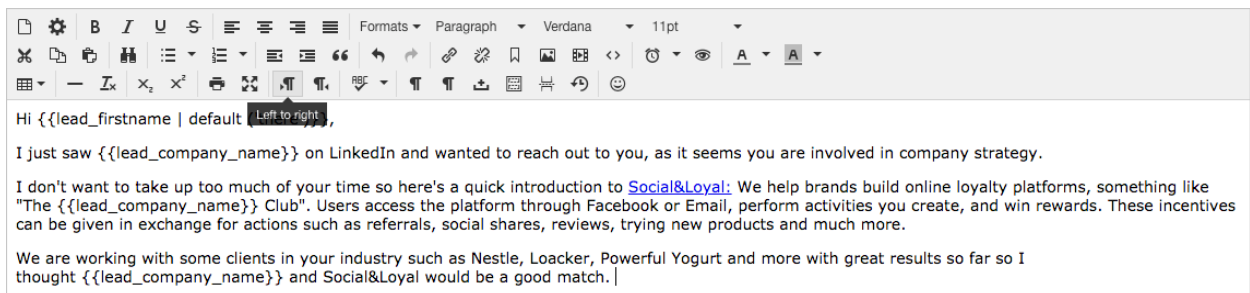 B I U S Formats Paragraph Verdana 11pt
A A
Ix X₂ X² ABC
Left to right
Hi {{lead_firstname | default ('there')}},
I just saw {{lead_company_name}} on LinkedIn and wanted to reach out to you, as it seems you are involved in company strategy.
I don't want to take up too much of your time so here's a quick introduction to Social&Loyal: We help brands build online loyalty platforms, something like
"The {{lead_company_name}} Club". Users access the platform through Facebook or Email, perform activities you create, and win rewards. These incentives
can be given in exchange for actions such as referrals, social shares, reviews, trying new products and much more.
We are working with some clients in your industry such as Nestle, Loacker, Powerful Yogurt and more with great results so far so I
thought {{lead_company_name}} and Social&Loyal would be a good match.